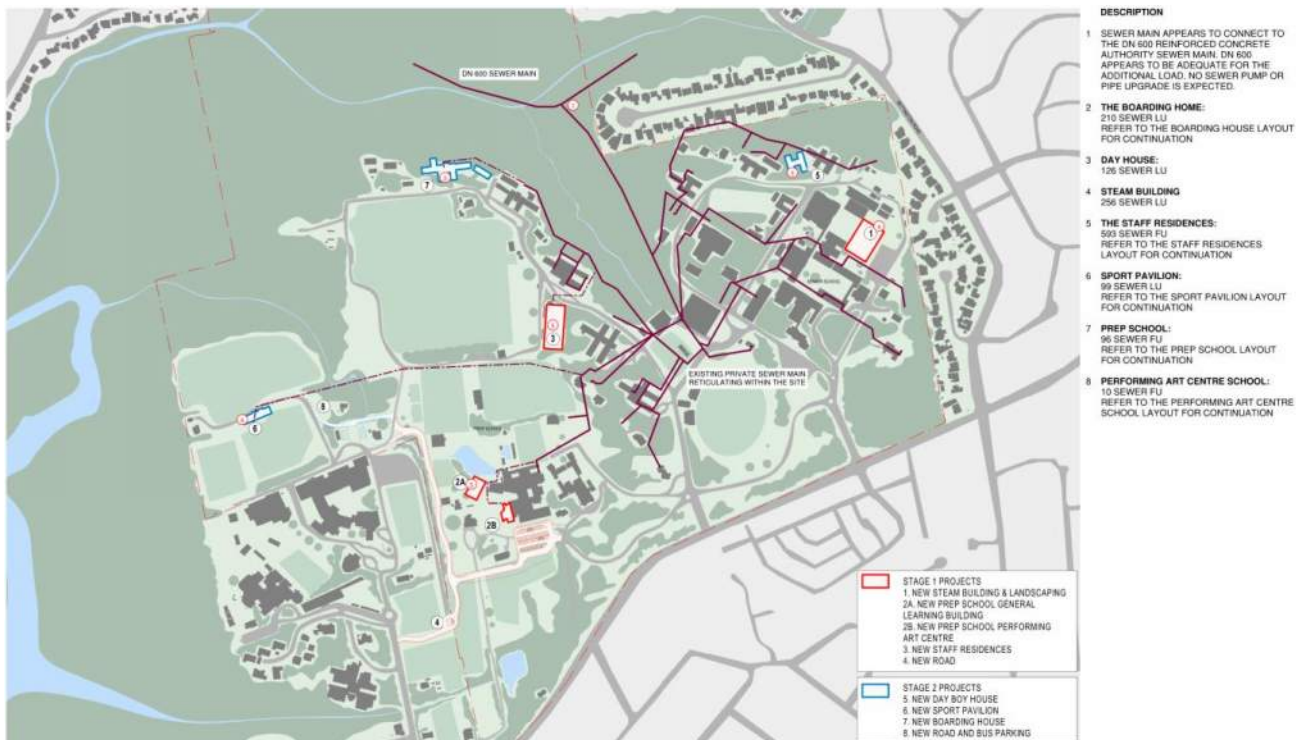 DESCRIPTION
1 SEWER MAIN APPEARS TO CONNECT TO
THE DN 600 REINFORCED CONCRETE
AUTHORITY SEWER MAIN. DN 600
APPEARS TO BE ADEQUATE FOR THE
ADDITIONAL LOAD. NO SEWER PUMP OR
PIPE UPGRADE IS EXPECTED.
2 THE BOARDING HOME:
210 SEWER LU
REFER TO THE BOARDING HOUSE LAYOUT
FOR CONTINUATION
3 DAY HOUSE:
126 SEWER LU
4 STEAM BUILDING
256 SEWER LU
5 THE STAFF RESIDENCES:
593 SEWER FU
REFER TO THE STAFF RESIDENCES
LAYOUT FOR CONTINUATION
6 SPORT PAVILION:
99 SEWER LU
REFER TO THE SPORT PAVILION LAYOUT
FOR CONTINUATION
7 PREP SCHOOL:
96 SEWER FU
REFER TO THE PREP SCHOOL LAYOUT
FOR CONTINUATION
8 PERFORMING ART CENTRE SCHOOL:
10 SEWER FU
REFER TO THE PERFORMING ART CENTRE
SCHOOL LAYOUT FOR CONTINUATION
DN 600 SEWER MAIN
7
5
1
3
EXISTING PRIVATE SEWER MAIN
RETICULATING WITHIN THE SITE
8
6
2A
2B
4
STAGE 1 PROJECTS
1. NEW STEAM BUILDING & LANDSCAPING
2A. NEW PREP SCHOOL GENERAL
LEARNING BUILDING
2B. NEW PREP SCHOOL PERFORMING
ART CENTRE
3. NEW STAFF RESIDENCES
4. NEW ROAD
STAGE 2 PROJECTS
5. NEW DAY BOY HOUSE
6. NEW SPORT PAVILION
7. NEW BOARDING HOUSE
8. NEW ROAD AND BUS PARKING